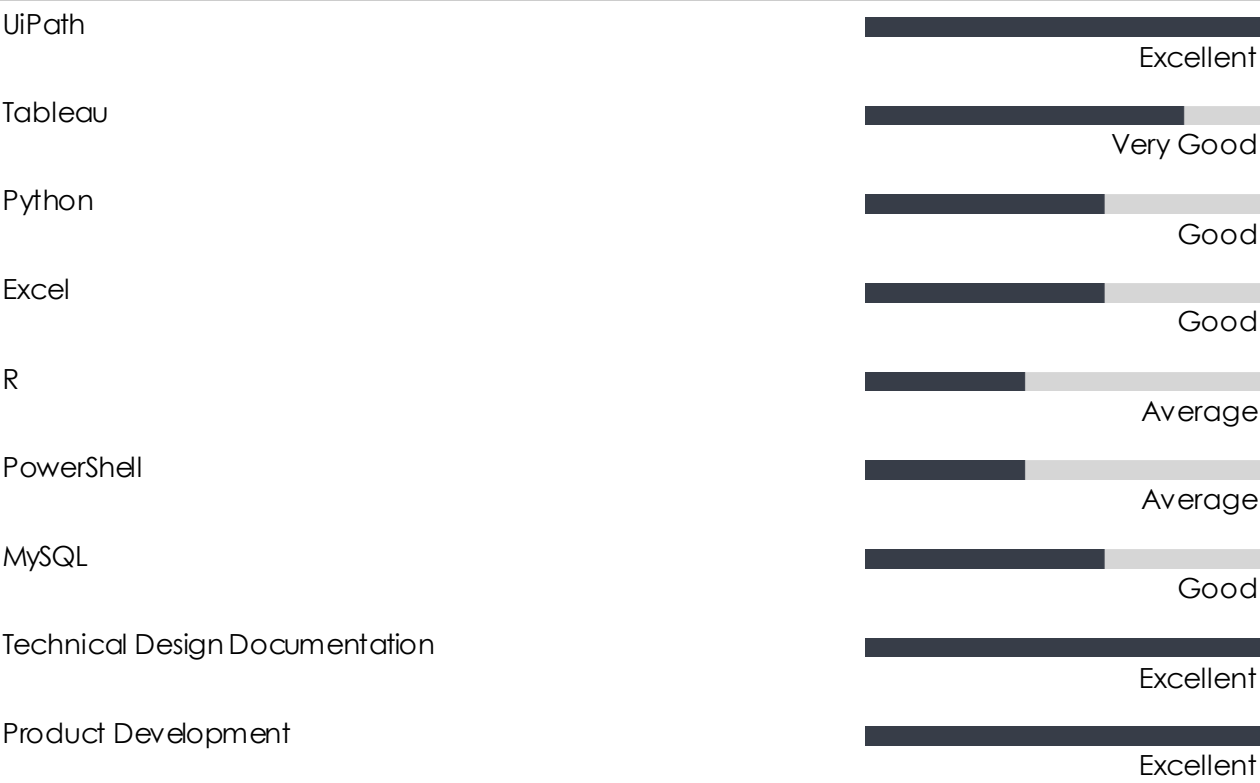 UiPath
Excellent
Tableau
Very Good
Python
Good
Excel
Good
R
Average
PowerShell
Average
MySQL
Good
Technical Design Documentation
Excellent
Product Development
Excellent